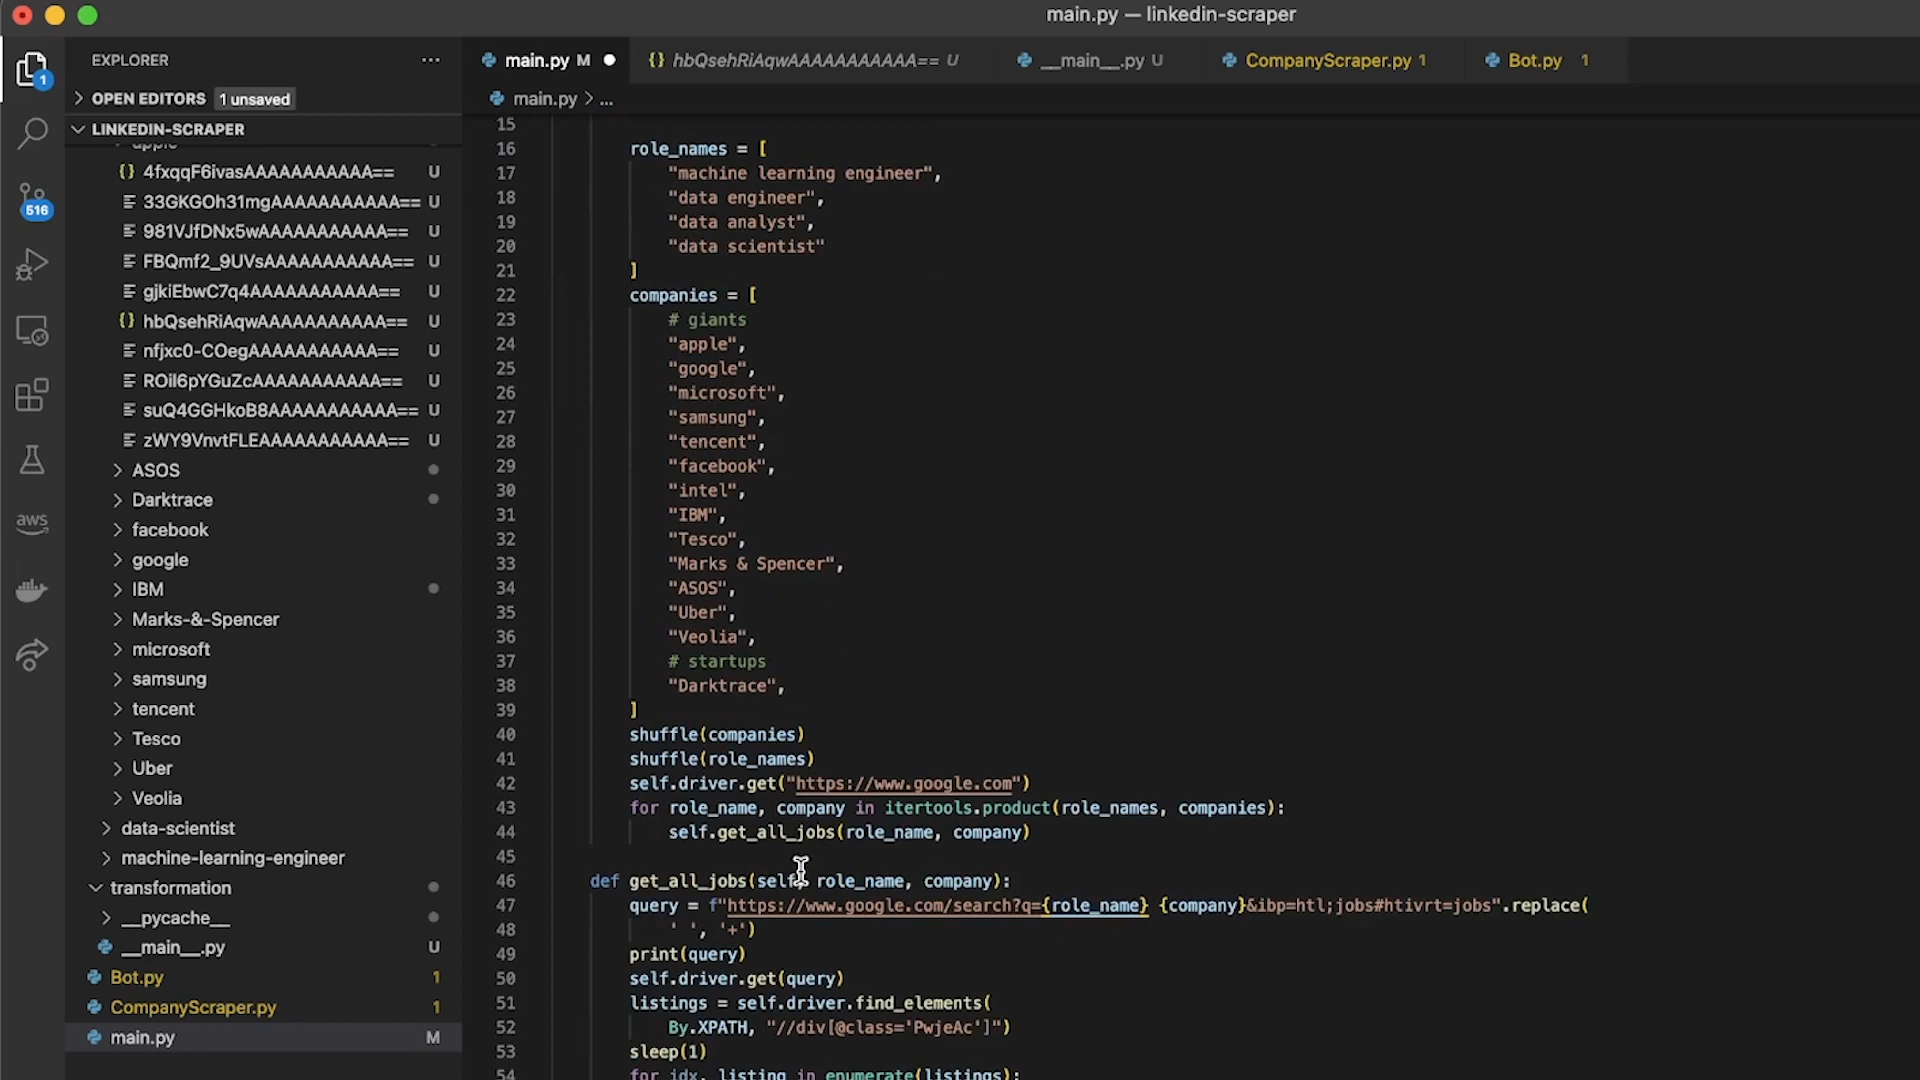 main.py — linkedin-scraper
EXPLORER
1
OPEN EDITORS 1 unsaved
LINKEDIN-SCRAPER
apple
4fxqqF6ivasAAAAAAAAAAA== U
33GKGOh31mgAAAAAAAAAAA== U
981VJfDNx5wAAAAAAAAAAA== U
FBQmf2_9UVsAAAAAAAAAAA== U
gjkiEbwC7q4AAAAAAAAAAA== U
hbQsehRiAqwAAAAAAAAAAA== U
nfjxc0-COegAAAAAAAAAAA== U
ROil6pYGuZcAAAAAAAAAAA== U
suQ4GGHkoB8AAAAAAAAAAA== U
zWY9VnvtFLEAAAAAAAAAAA== U
516
ASOS
Darktrace
facebook
google
IBM
Marks-&-Spencer
microsoft
samsung
tencent
Tesco
Uber
Veolia
data-scientist
machine-learning-engineer
transformation
__pycache__
__main__.py U
Bot.py 1
CompanyScraper.py 1
main.py M
aws
main.py M
hbQsehRiAqwAAAAAAAAAAA== U
__main__.py U
CompanyScraper.py 1
Bot.py 1
main.py > ...
15
16 role_names = [
17 "machine learning engineer",
18 "data engineer",
19 "data analyst",
20 "data scientist"
21 ]
22 companies = [
23 # giants
24 "apple",
25 "google",
26 "microsoft",
27 "samsung",
28 "tencent",
29 "facebook",
30 "intel",
31 "IBM",
32 "Tesco",
33 "Marks & Spencer",
34 "ASOS",
35 "Uber",
36 "Veolia",
37 # startups
38 "Darktrace",
39 ]
40 shuffle(companies)
41 shuffle(role_names)
42 self.driver.get("https://www.google.com")
43 for role_name, company in itertools.product(role_names, companies):
44 self.get_all_jobs(role_name, company)
45
46 def get_all_jobs(self, role_name, company):
47 query = f"https://www.google.com/search?q={role_name} {company}&ibp=htl;jobs#htivrt=jobs".replace(
48 ' ', '+')
49 print(query)
50 self.driver.get(query)
51 listings = self.driver.find_elements(
52 By.XPATH, "//div[@class='PwjeAc']")
53 sleep(1)
54 for idx, listing in enumerate(listings):